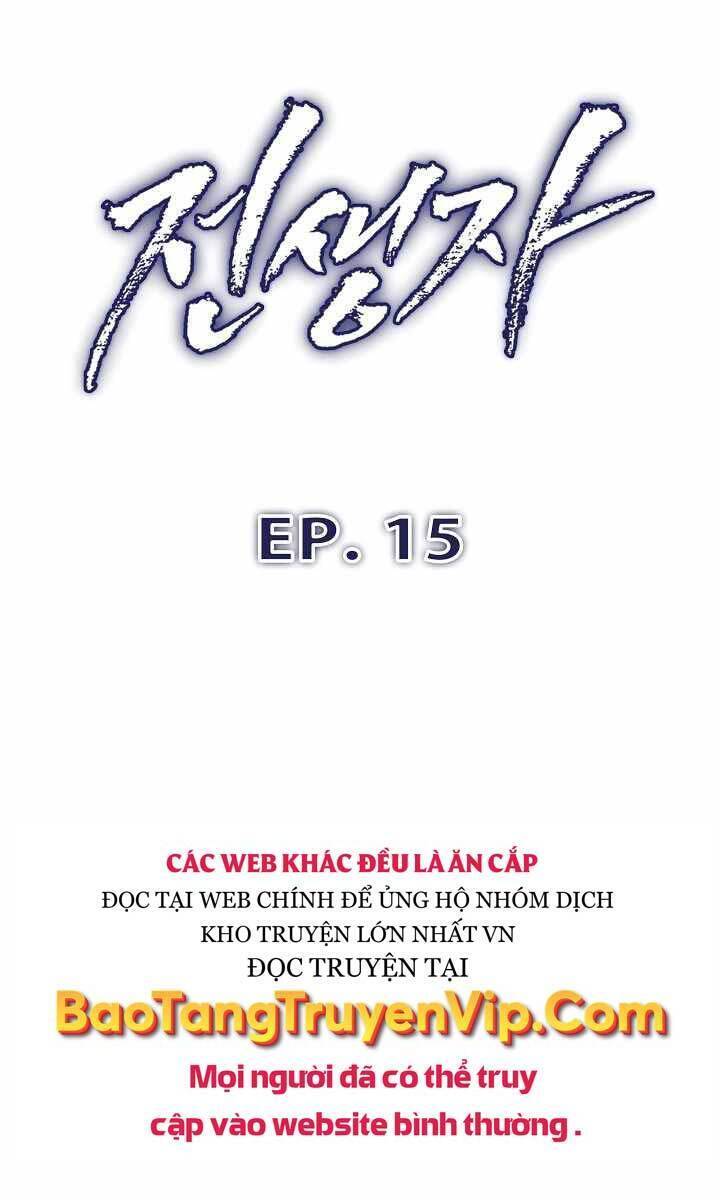 전생자
EP. 15
CÁC WEB KHÁC ĐỀU LÀ ĂN CẮP
ĐỌC TẠI WEB CHÍNH ĐỂ ỦNG HỘ NHÓM DỊCH
KHO TRUYỆN LỚN NHẤT VN
ĐỌC TRUYỆN TẠI
BaoTangTruyenVip.Com
Mọi người đã có thể truy
cập vào website bình thường .